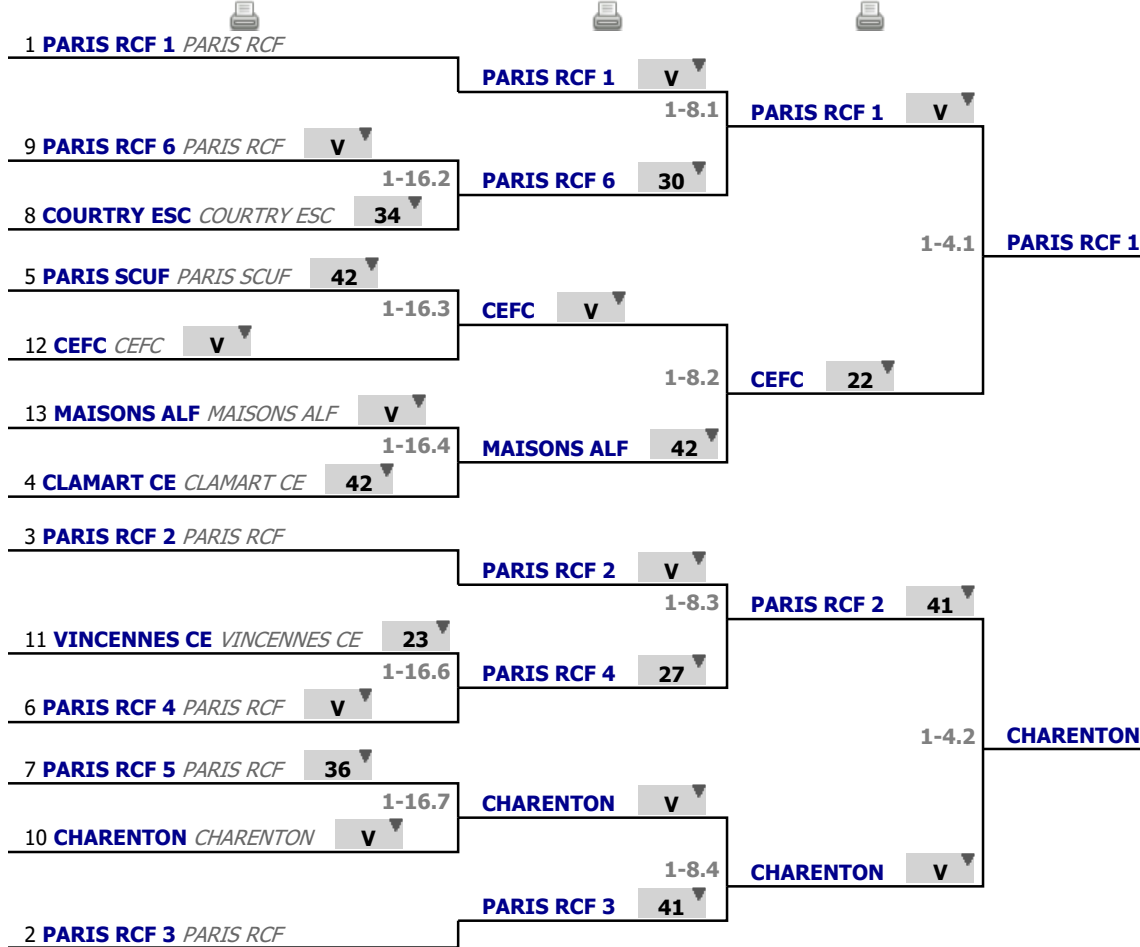 1 PARIS RCF 1 PARIS RCF
PARIS RCF 1 V
1-8.1
PARIS RCF 1 V
9 PARIS RCF 6 PARIS RCF V
1-16.2
PARIS RCF 6 30
8 COURTRY ESC COURTRY ESC 34
1-4.1
PARIS RCF 1
5 PARIS SCUF PARIS SCUF 42
1-16.3
CEFC V
12 CEFC CEFC V
1-8.2
CEFC 22
13 MAISONS ALF MAISONS ALF V
1-16.4
MAISONS ALF 42
4 CLAMART CE CLAMART CE 42
3 PARIS RCF 2 PARIS RCF
PARIS RCF 2 V
1-8.3
PARIS RCF 2 41
11 VINCENNES CE VINCENNES CE 23
1-16.6
PARIS RCF 4 27
6 PARIS RCF 4 PARIS RCF V
1-4.2
CHARENTON
7 PARIS RCF 5 PARIS RCF 36
1-16.7
CHARENTON V
10 CHARENTON CHARENTON V
1-8.4
CHARENTON V
PARIS RCF 3 41
2 PARIS RCF 3 PARIS RCF